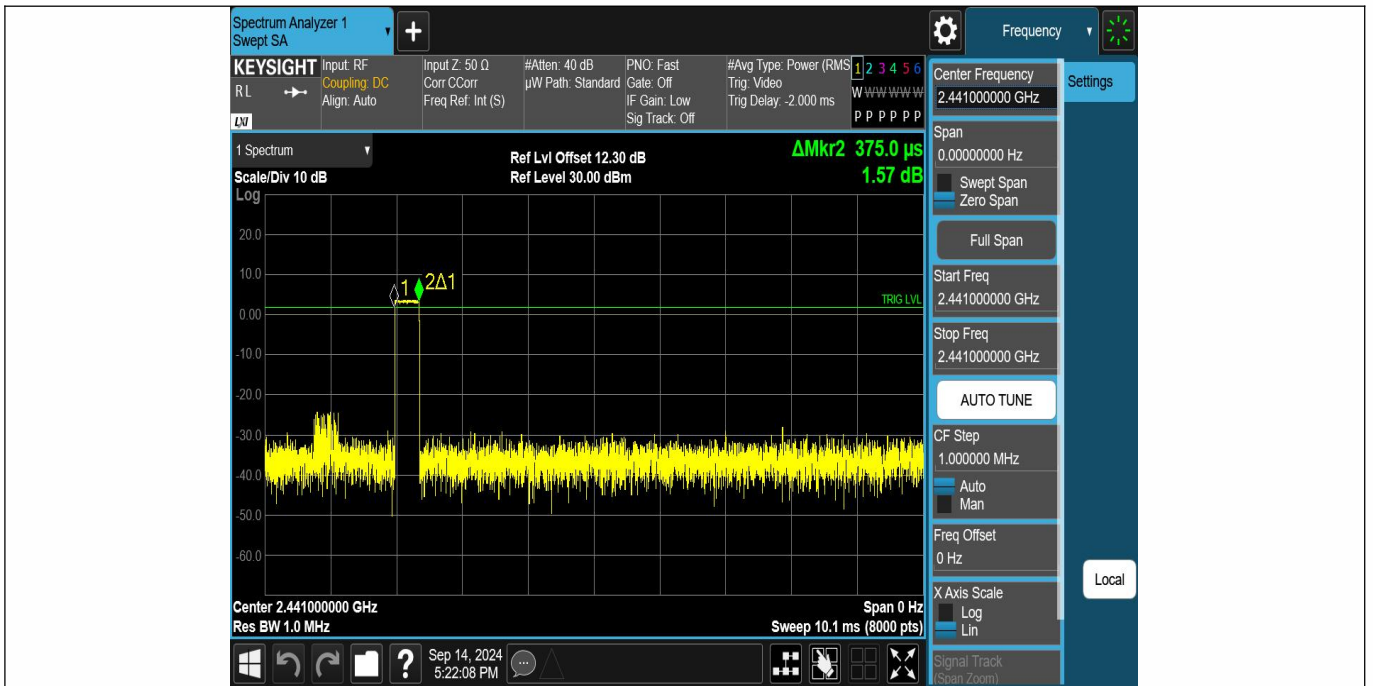 Spectrum Analyzer 1
Swept SA
+
Frequency
KEYSIGHT
RL
LXI
Input: RF
Coupling: DC
Align: Auto
Input Z: 50 Ω
Corr CCorr
Freq Ref: Int (S)
#Atten: 40 dB
µW Path: Standard
PNO: Fast
Gate: Off
IF Gain: Low
Sig Track: Off
#Avg Type: Power (RMS
Trig: Video
Trig Delay: -2.000 ms
1 2 3 4 5 6
W W W W W W
P P P P P P
1 Spectrum
Scale/Div 10 dB
Ref Lvl Offset 12.30 dB
Ref Level 30.00 dBm
ΔMkr2 375.0 µs
1.57 dB
Log
20.0
10.0
0.00
-10.0
-20.0
-30.0
-40.0
-50.0
-60.0
1
2Δ1
TRIG LVL
Center 2.441000000 GHz
Res BW 1.0 MHz
Span 0 Hz
Sweep 10.1 ms (8000 pts)
Center Frequency
2.441000000 GHz
Settings
Span
0.00000000 Hz
Swept Span
Zero Span
Full Span
Start Freq
2.441000000 GHz
Stop Freq
2.441000000 GHz
AUTO TUNE
CF Step
1.000000 MHz
Auto
Man
Freq Offset
0 Hz
X Axis Scale
Log
Lin
Signal Track
(Span Zoom)
Local
?
Sep 14, 2024
5:22:08 PM